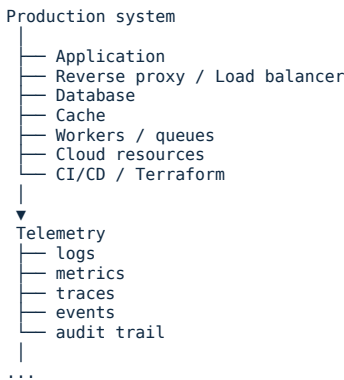 Production system
│
├── Application
├── Reverse proxy / Load balancer
├── Database
├── Cache
├── Workers / queues
├── Cloud resources
└── CI/CD / Terraform
│
▼
Telemetry
├── logs
├── metrics
├── traces
├── events
└── audit trail
│
...